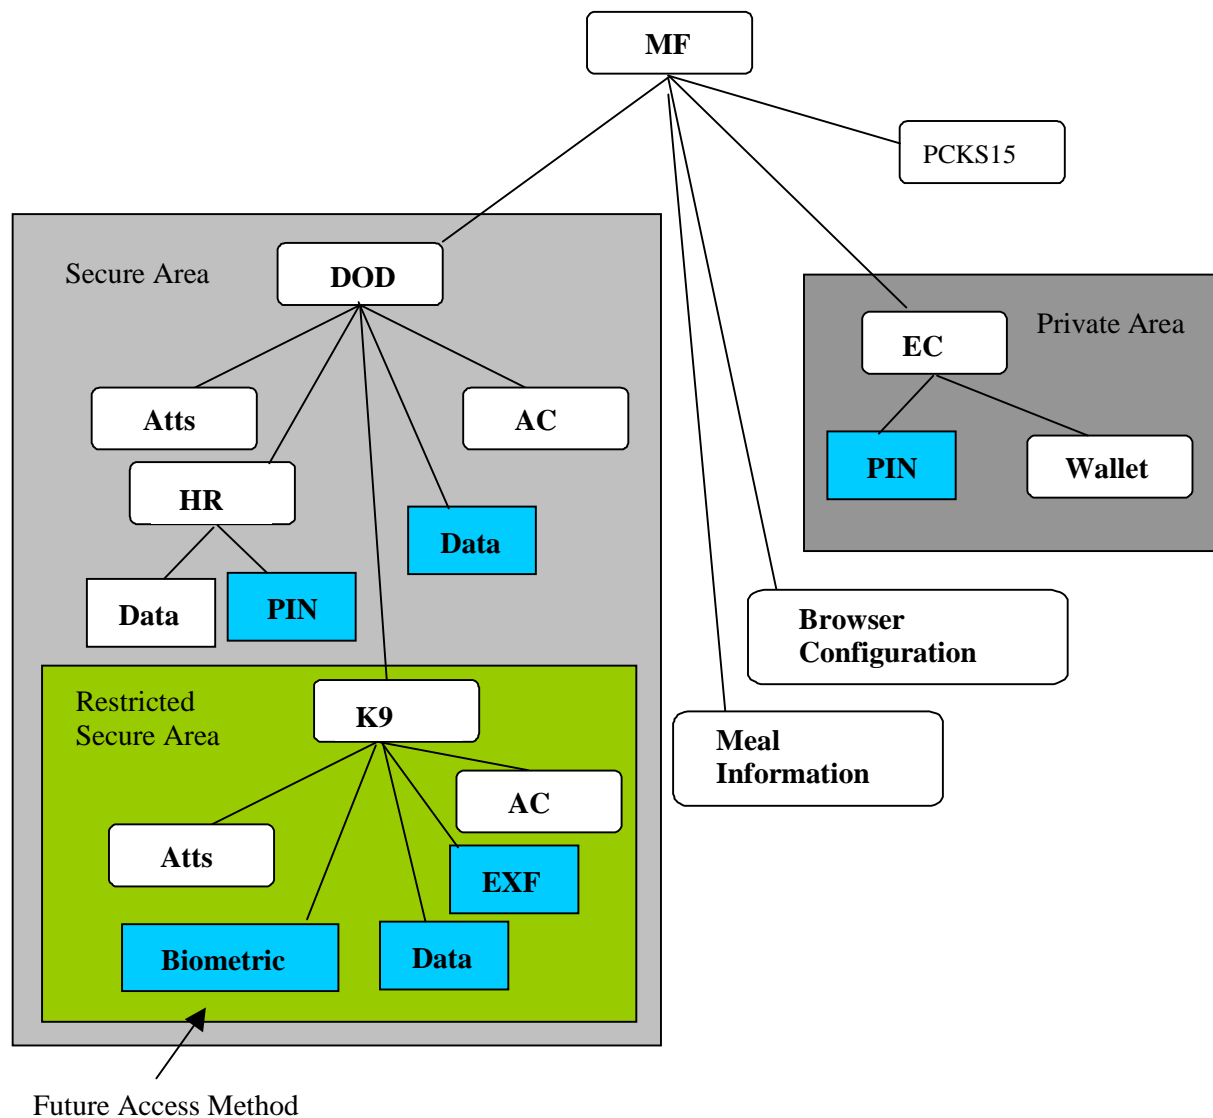 MF
PCKS15
Secure Area
DOD
Private Area
EC
Atts
AC
HR
PIN
Wallet
Data
Data
PIN
Browser
Configuration
Restricted
Secure Area
K9
Meal
Information
AC
Atts
EXF
Biometric
Data
Future Access Method